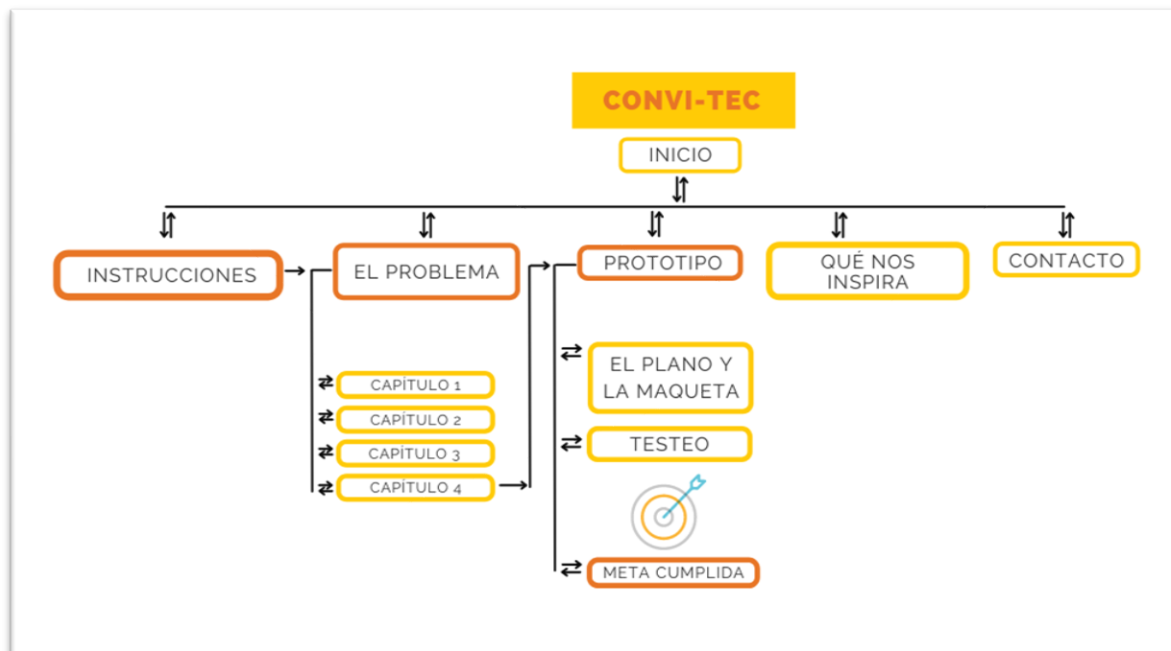 CONVI-TEC
INICIO
INSTRUCCIONES
EL PROBLEMA
PROTOTIPO
QUÉ NOS
INSPIRA
CONTACTO
CAPÍTULO 1
CAPÍTULO 2
CAPÍTULO 3
CAPÍTULO 4
EL PLANO Y
LA MAQUETA
TESTEO
META CUMPLIDA